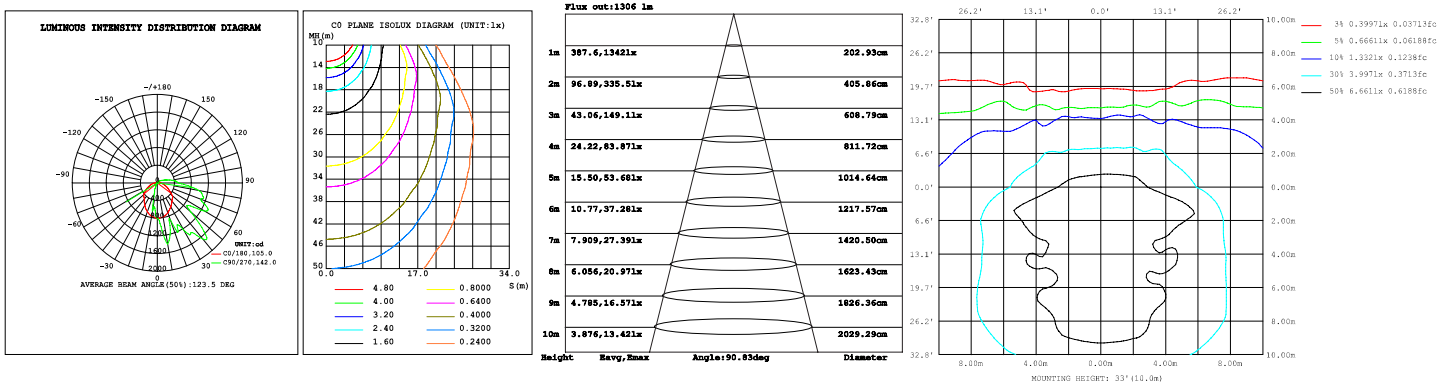 LUMINOUS INTENSITY DISTRIBUTION DIAGRAM
-/+180
-150
150
-120
120
-90
90
-60
60
-30
30
0
0
400
800
1200
1600
2000
UNIT:cd
C0/180,105.0
C90/270,142.0
AVERAGE BEAM ANGLE(50%):123.5 DEG
C0 PLANE ISOLUX DIAGRAM (UNIT:lx)
MH(m)
10
14
18
22
26
30
34
38
42
46
50
0.0
17.0
34.0
S(m)
4.80
0.8000
4.00
0.6400
3.20
0.4000
2.40
0.3200
1.60
0.2400
Flux out:1306 lm
1m 387.6,1342lx 202.93cm
2m 96.89,335.5lx 405.86cm
3m 43.06,149.1lx 608.79cm
4m 24.22,83.87lx 811.72cm
5m 15.50,53.68lx 1014.64cm
6m 10.77,37.28lx 1217.57cm
7m 7.909,27.39lx 1420.50cm
8m 6.056,20.97lx 1623.43cm
9m 4.785,16.57lx 1826.36cm
10m 3.876,13.42lx 2029.29cm
Height Eavg,Emax Angle:90.83deg Diameter
26.2' 13.1' 0.0' 13.1' 26.2'
32.8' 10.00m
26.2' 8.00m
19.7' 6.00m
13.1' 4.00m
6.6' 2.00m
0.0' 0.00m
6.6' 2.00m
13.1' 4.00m
19.7' 6.00m
26.2' 8.00m
32.8' 10.00m
8.00m 4.00m 0.00m 4.00m 8.00m
MOUNTING HEIGHT: 33'(10.0m)
3% 0.3997lx 0.03713fc
5% 0.6661lx 0.06188fc
10% 1.332lx 0.1238fc
30% 3.997lx 0.3713fc
50% 6.661lx 0.6188fc